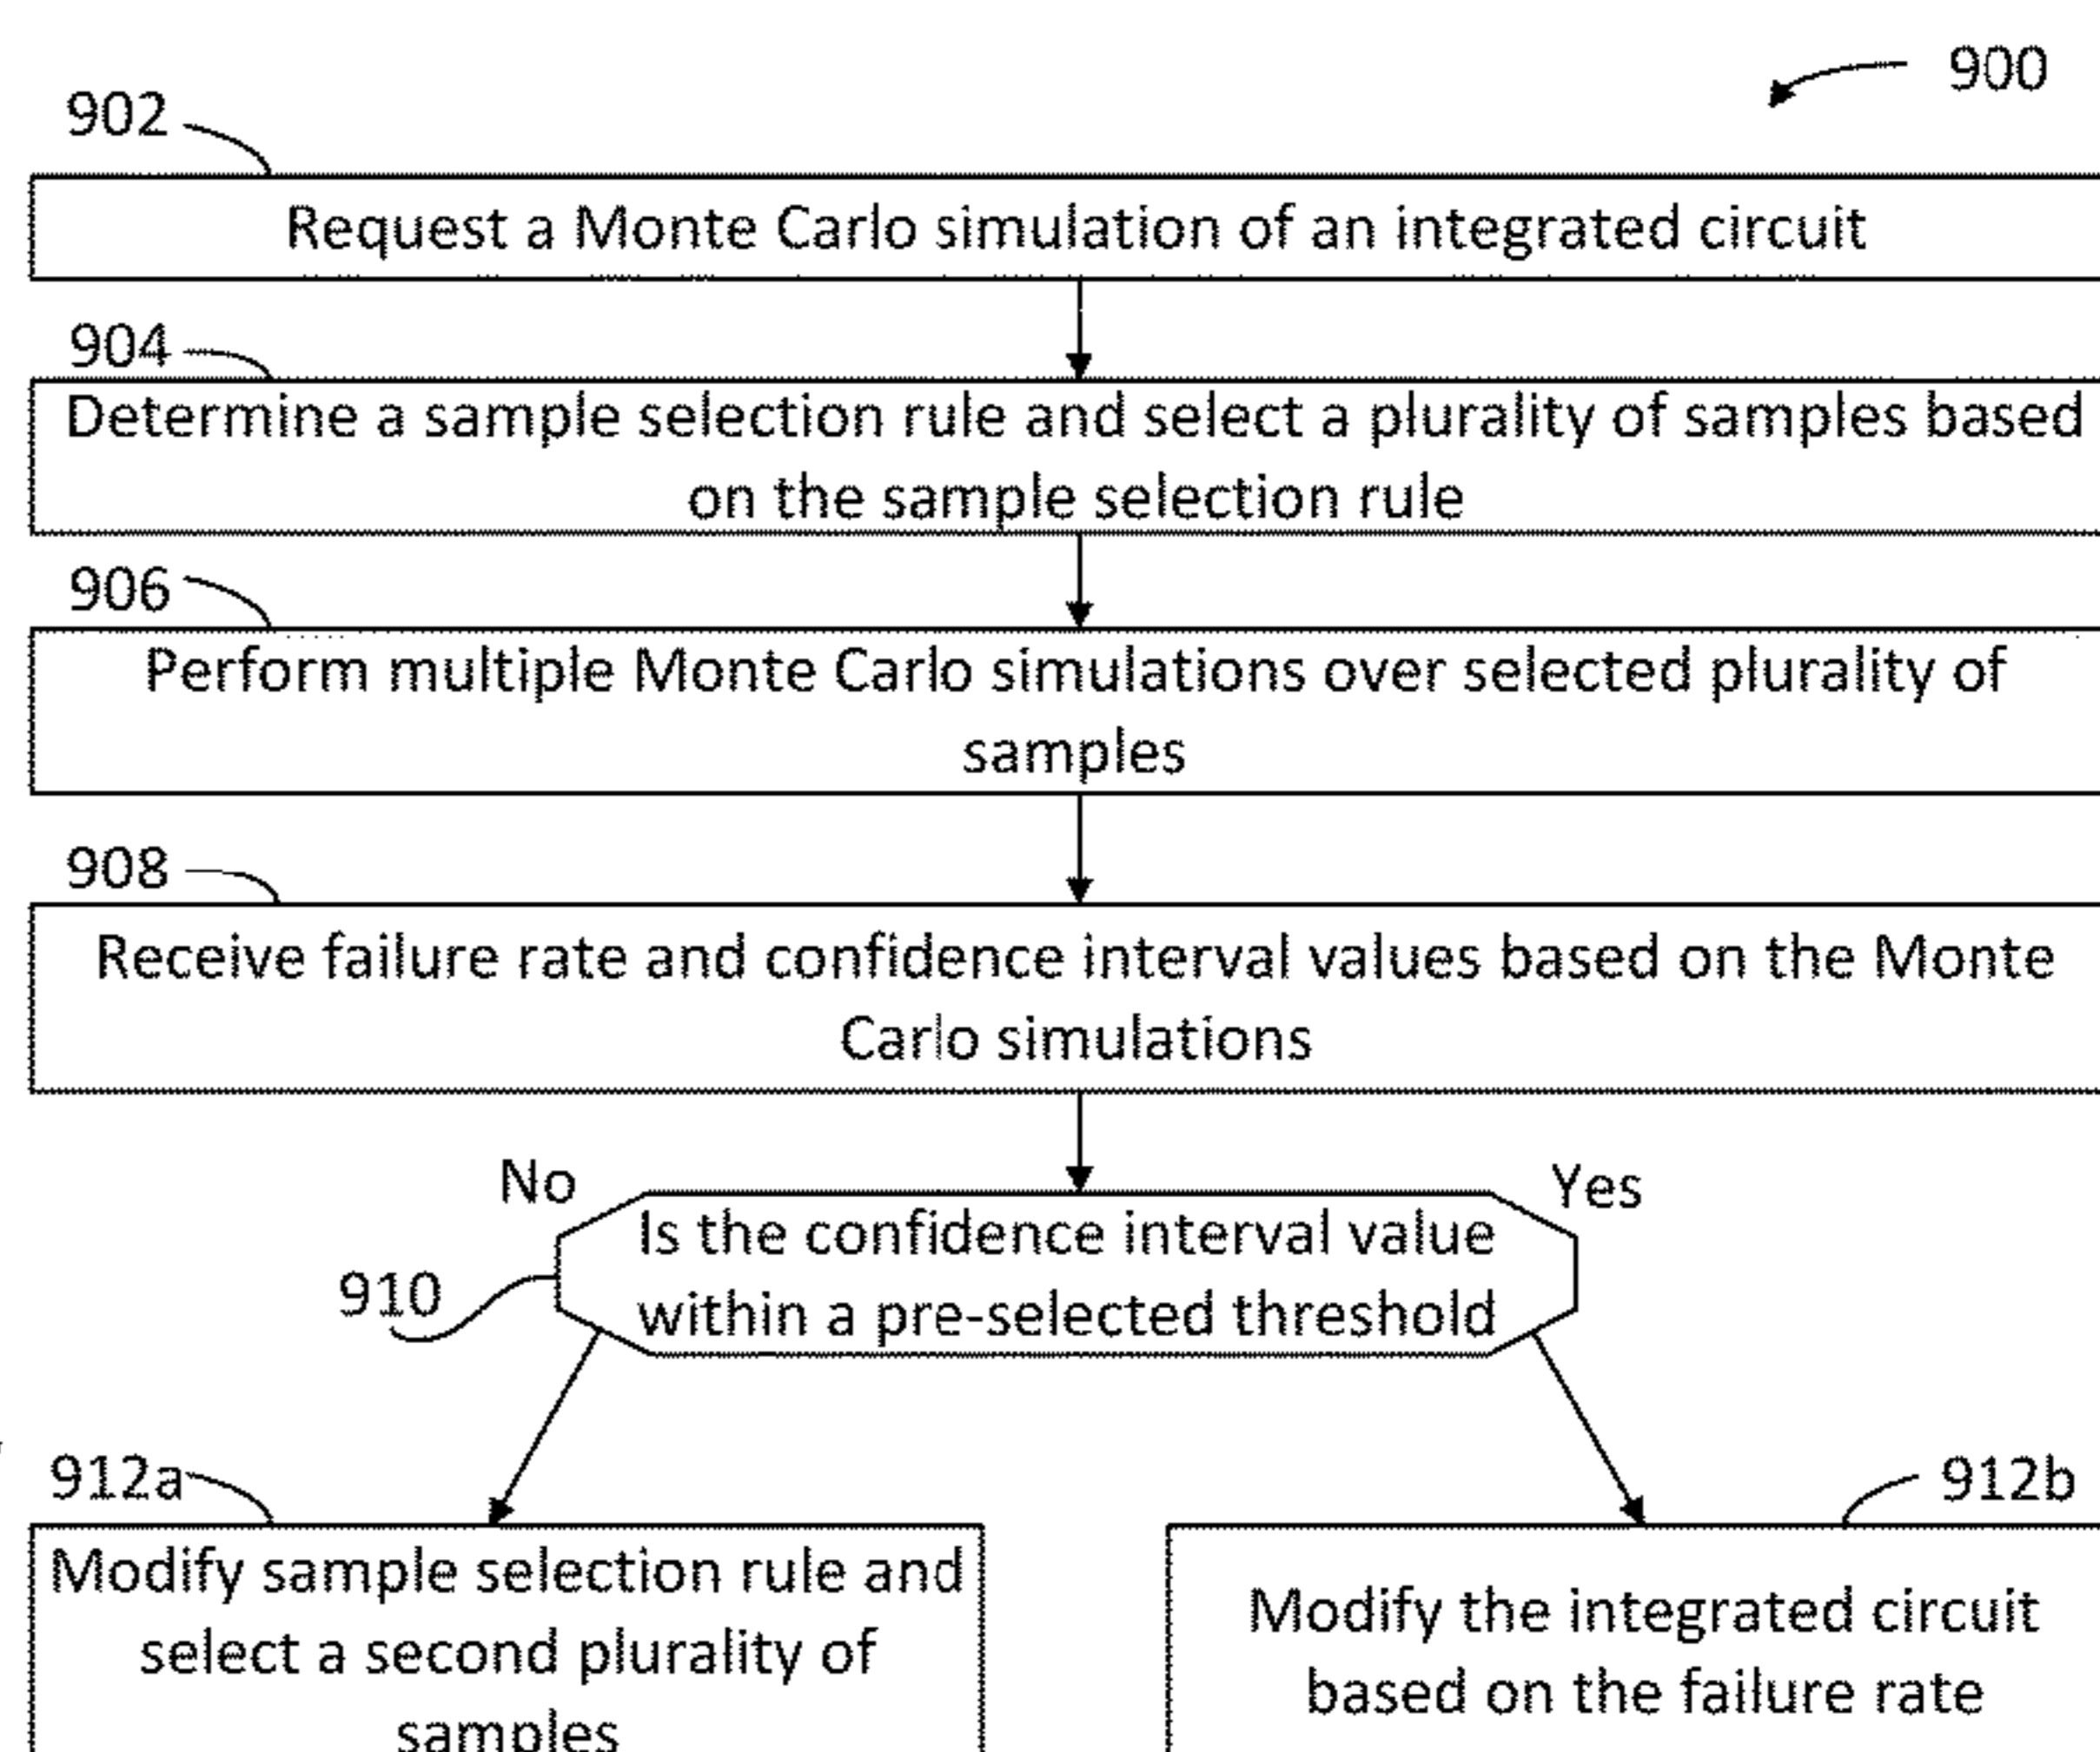 900
902
Request a Monte Carlo simulation of an integrated circuit
904
Determine a sample selection rule and select a plurality of samples based
on the sample selection rule
906
Perform multiple Monte Carlo simulations over selected plurality of
samples
908
Receive failure rate and confidence interval values based on the Monte
Carlo simulations
No
Yes
Is the confidence interval value
within a pre-selected threshold
910
912a
912b
Modify sample selection rule and
select a second plurality of
samples
Modify the integrated circuit
based on the failure rate